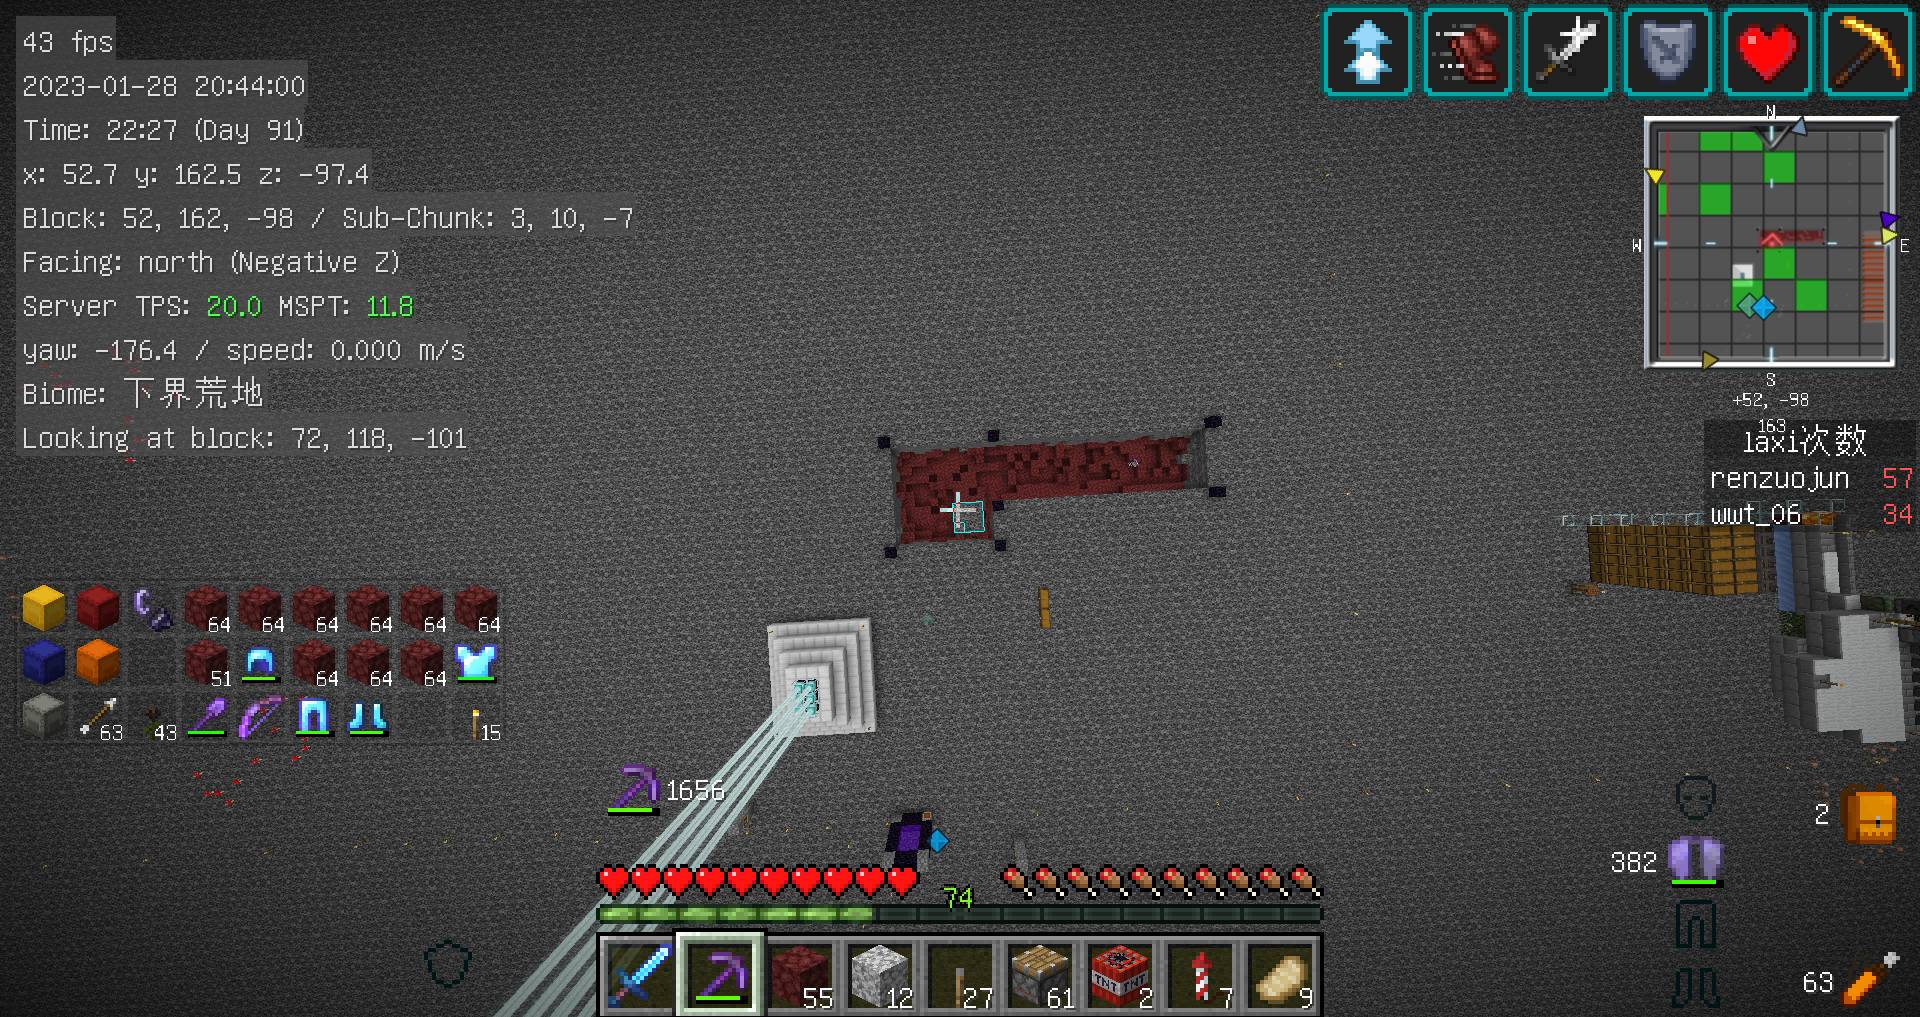 43 fps
2023-01-28 20:44:00
Time: 22:27 (Day 91)
x: 52.7 y: 162.5 z: -97.4
Block: 52, 162, -98 / Sub-Chunk: 3, 10, -7
Facing: north (Negative Z)
Server TPS: 20.0 MSPT: 11.8
yaw: -176.4 / speed: 0.000 m/s
Biome: 下界荒地
Looking at block: 72, 118, -101
N
W
E
S
+52, -98
163
laxi次数
renzuojun 57
wwt_06 34
64 64 64 64 64 64
51 64 64 64
63 43 15
1656
74
2
382
63
55 12 27 61 2 7 9
TNT TNT